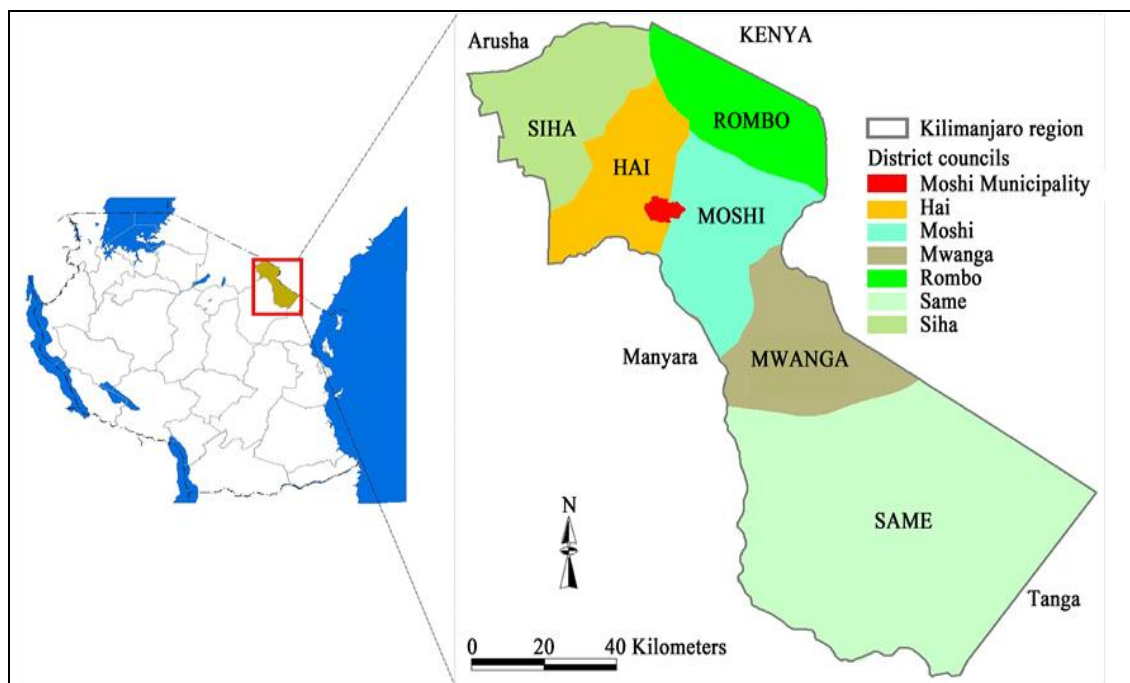 Arusha
KENYA
SIHA
ROMBO
HAI
MOSHI
Manyara
MWANGA
SAME
Tanga
N
0 20 40 Kilometers
Kilimanjaro region
District councils
Moshi Municipality
Hai
Moshi
Mwanga
Rombo
Same
Siha